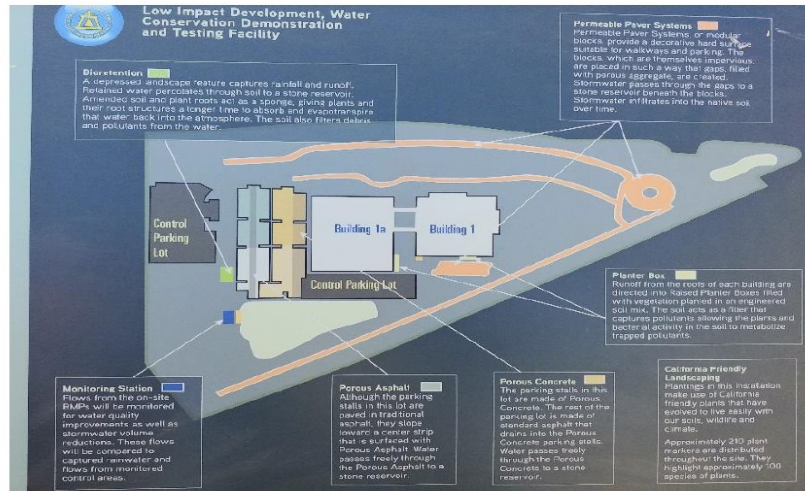 Low Impact Development, Water
Conservation Demonstration
and Testing Facility
Permeable Paver Systems
Permeable Paver Systems, or modular
blocks, provide a decorative hard surface
suitable for walkways and parking. The
blocks, which are themselves impervious,
are placed in such a way that gaps, filled
with porous aggregate, are created.
Stormwater passes through the gaps to a
stone reservoir beneath the blocks.
Stormwater infiltrates into the native soil
over time.
Bioretention
A depressed landscape feature captures rainfall and runoff.
Retained water percolates through soil to a stone reservoir.
Amended soil and plant roots act as a sponge, giving plants and
their root structures a longer time to absorb and evapotranspire
that water back into the atmosphere. The soil also filters debris
and pollutants from the water.
Control
Parking
Lot
Building 1a
Building 1
Control Parking Lot
Planter Box
Runoff from the roofs of each building are
directed into Raised Planter Boxes filled
with vegetation planted in an engineered
soil mix. The soil acts as a filter that
captures pollutants allowing the plants and
bacterial activity in the soil to metabolize
trapped pollutants.
Monitoring Station
Flows from the on-site
BMPs will be monitored
for water quality
improvements as well as
stormwater volume
reductions. These flows
will be compared to
captured rainwater and
flows from monitored
control areas.
Porous Asphalt
Although the parking
stalls in this lot are
paved in traditional
asphalt, they slope
toward a center strip
that is surfaced with
Porous Asphalt. Water
passes freely through
the Porous Asphalt to a
stone reservoir.
Porous Concrete
The parking stalls in this
lot are made of Porous
Concrete. The rest of the
parking lot is made of
standard asphalt that
drains into the Porous
Concrete parking stalls.
Water passes freely
through the Porous
Concrete to a stone
reservoir.
California Friendly
Landscaping
Plantings in this installation
make use of California
friendly plants that have
evolved to live easily with
our soils, wildlife and
climate.
Approximately 210 plant
markers are distributed
throughout the site. They
highlight approximately 100
species of plants.